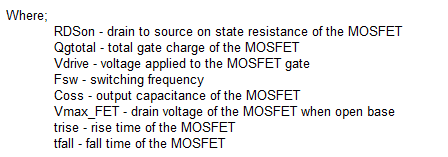 Where;
RDSon - drain to source on state resistance of the MOSFET
Qgtotal - total gate charge of the MOSFET
Vdrive - voltage applied to the MOSFET gate
Fsw - switching frequency
Coss - output capacitance of the MOSFET
Vmax_FET - drain voltage of the MOSFET when open base
trise - rise time of the MOSFET
tfall - fall time of the MOSFET